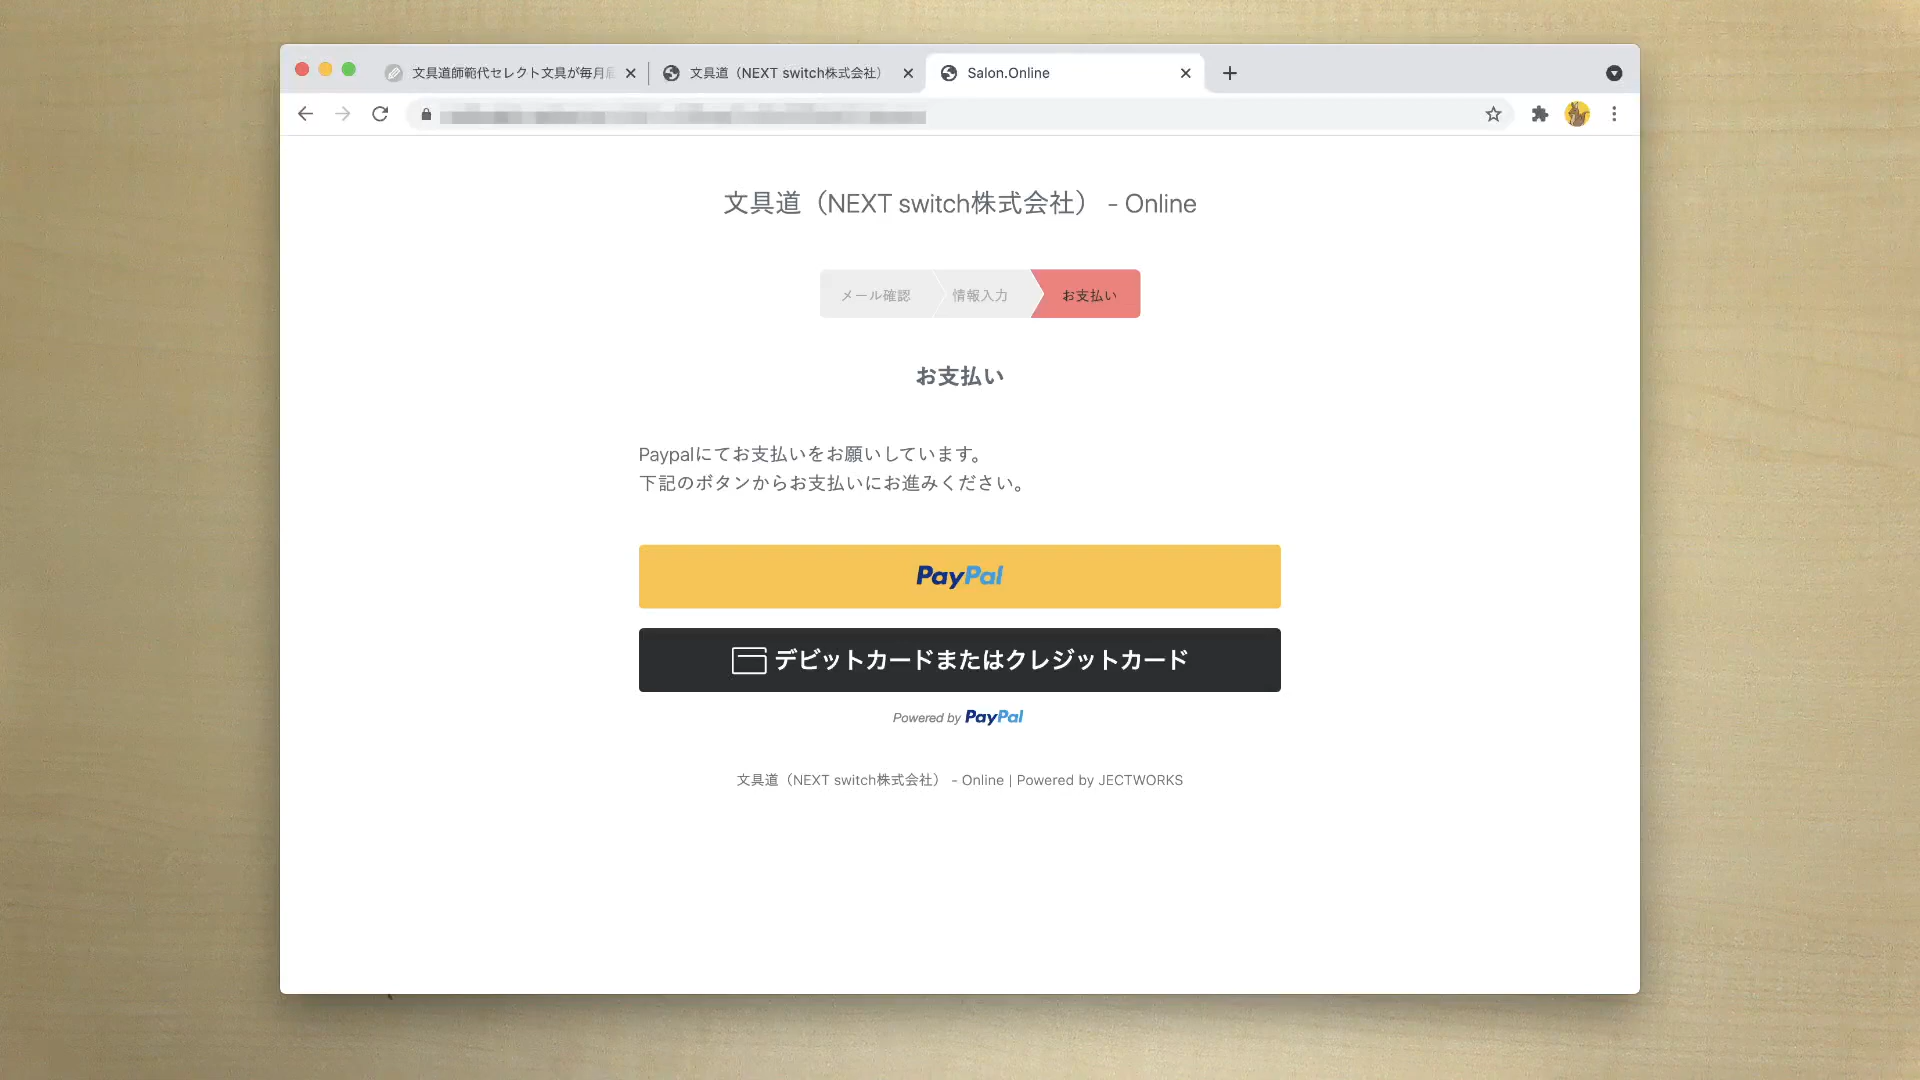 文具道師範代セレクト文具が毎月
文具道（NEXT switch株式会社）
Salon.Online
文具道（NEXT switch株式会社） - Online
メール確認
情報入力
お支払い
お支払い
Paypalにてお支払いをお願いしています。
下記のボタンからお支払いにお進みください。
PayPal
デビットカードまたはクレジットカード
Powered by PayPal
文具道（NEXT switch株式会社） - Online | Powered by JECTWORKS